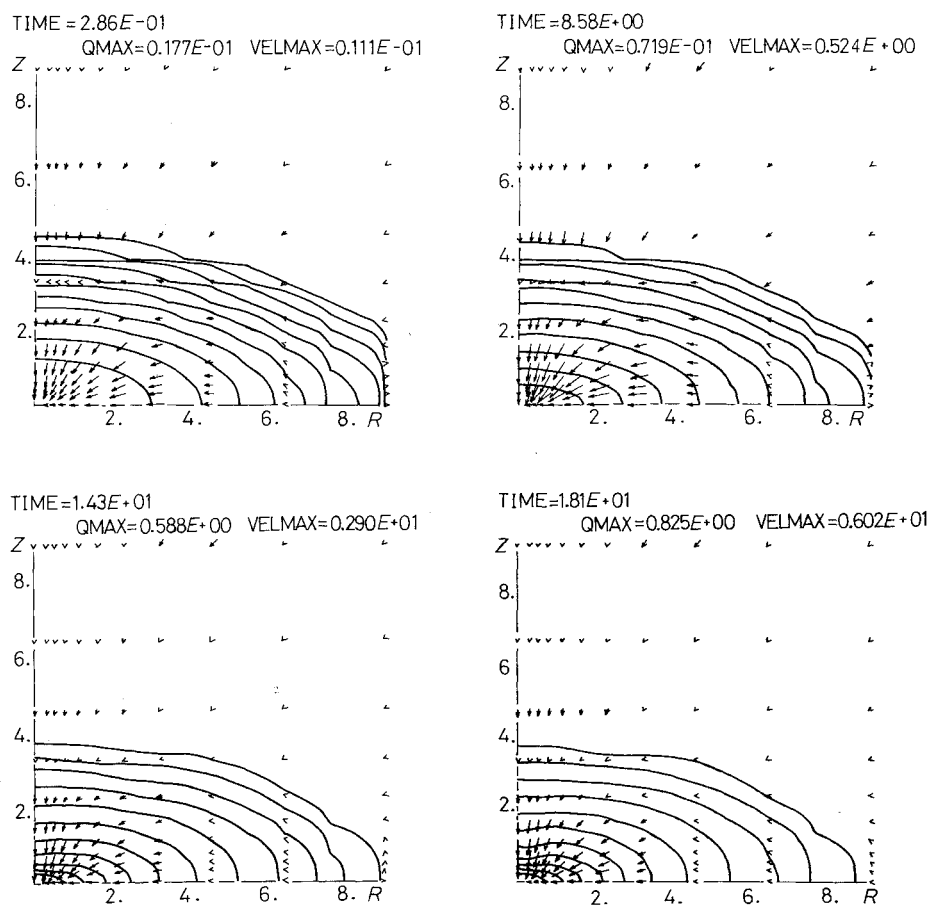 TIME=2.86E-01
QMAX=0.177E-01 VELMAX=0.111E-01
Z
8.
6.
4.
2.
2. 4. 6. 8. R
TIME=8.58E+00
QMAX=0.719E-01 VELMAX=0.524E+00
Z
8.
6.
4.
2.
2. 4. 6. 8. R
TIME=1.43E+01
QMAX=0.588E+00 VELMAX=0.290E+01
Z
8.
6.
4.
2.
2. 4. 6. 8. R
TIME=1.81E+01
QMAX=0.825E+00 VELMAX=0.602E+01
Z
8.
6
4.
2.
2. 4. 6. 8. R